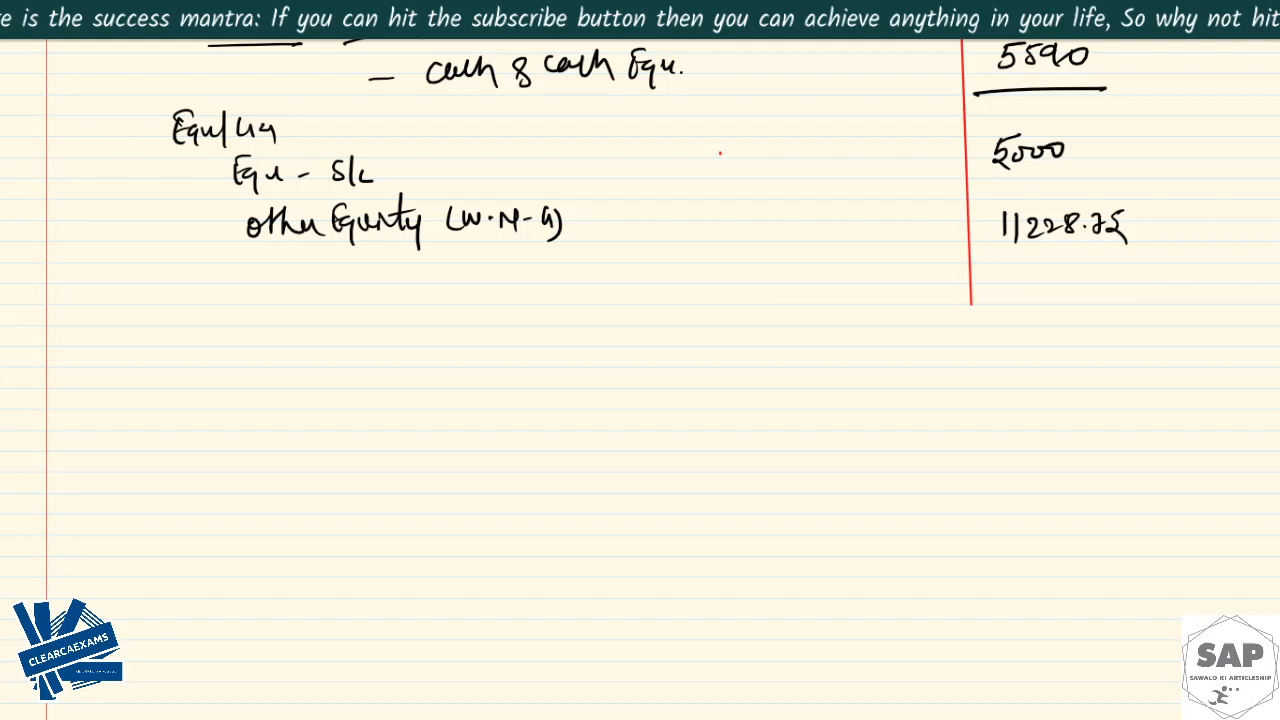 e is the success mantra: If you can hit the subscribe button then you can achieve anything in your life, So why not hit
— Cash & Cash Equ. 5590
Equ/Lia
Equ - S/C 5000
Other Equity (W.N-4) 11228.75
CLEARCAEXAMS
SAP
SAWALO KI ARTICLESHIP